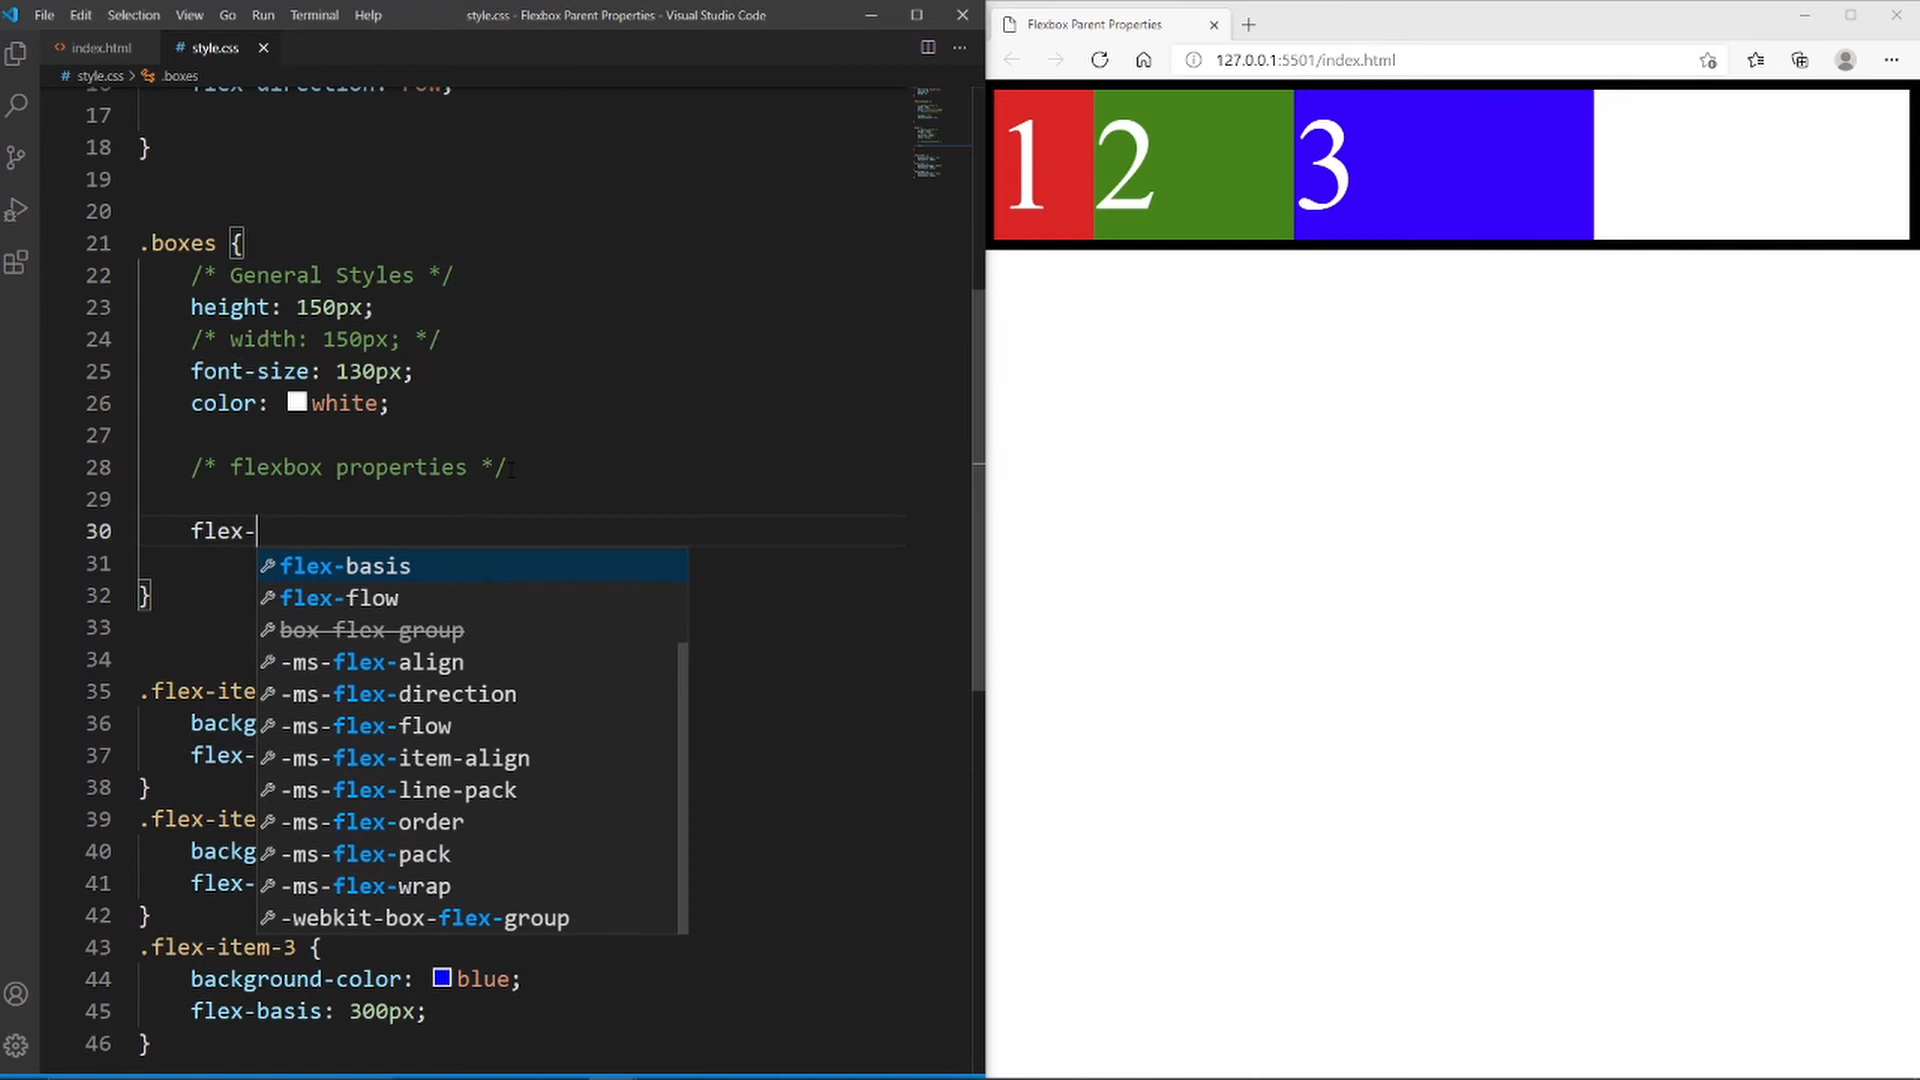 File Edit Selection View Go Run Terminal Help style.css - Flexbox Parent Properties - Visual Studio Code
index.html style.css
style.css > .boxes
16 flex-direction: row;
17
18 }
19
20
21 .boxes {
22 /* General Styles */
23 height: 150px;
24 /* width: 150px; */
25 font-size: 130px;
26 color: white;
27
28 /* flexbox properties */
29
30 flex-
31
32 }
33
34
35 .flex-ite
36 backg
37 flex-
38 }
39 .flex-ite
40 backg
41 flex-
42 }
43 .flex-item-3 {
44 background-color: blue;
45 flex-basis: 300px;
46 }
flex-basis
flex-flow
box-flex-group
-ms-flex-align
-ms-flex-direction
-ms-flex-flow
-ms-flex-item-align
-ms-flex-line-pack
-ms-flex-order
-ms-flex-pack
-ms-flex-wrap
-webkit-box-flex-group
Flexbox Parent Properties
127.0.0.1:5501/index.html
1 2 3